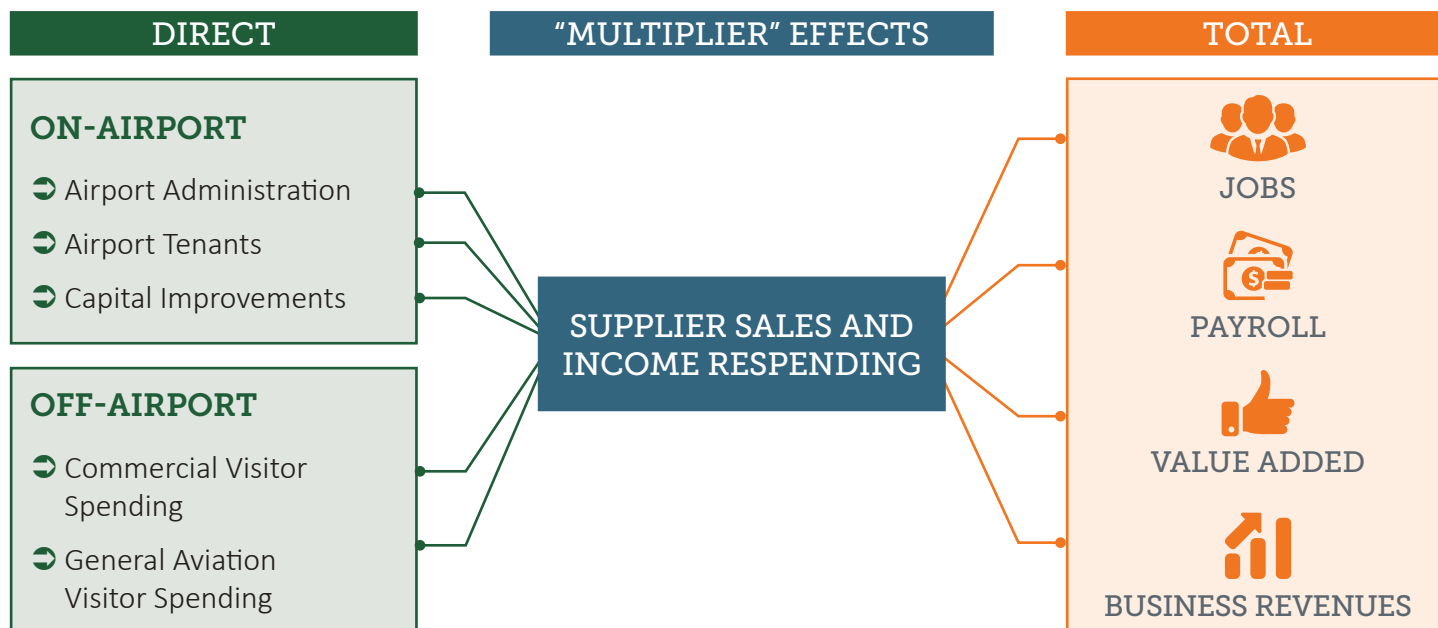 DIRECT
“MULTIPLIER” EFFECTS
TOTAL
ON-AIRPORT
Airport Administration
Airport Tenants
Capital Improvements
OFF-AIRPORT
Commercial Visitor
Spending
General Aviation
Visitor Spending
SUPPLIER SALES AND
INCOME RESPENDING
JOBS
$
PAYROLL
VALUE ADDED
BUSINESS REVENUES